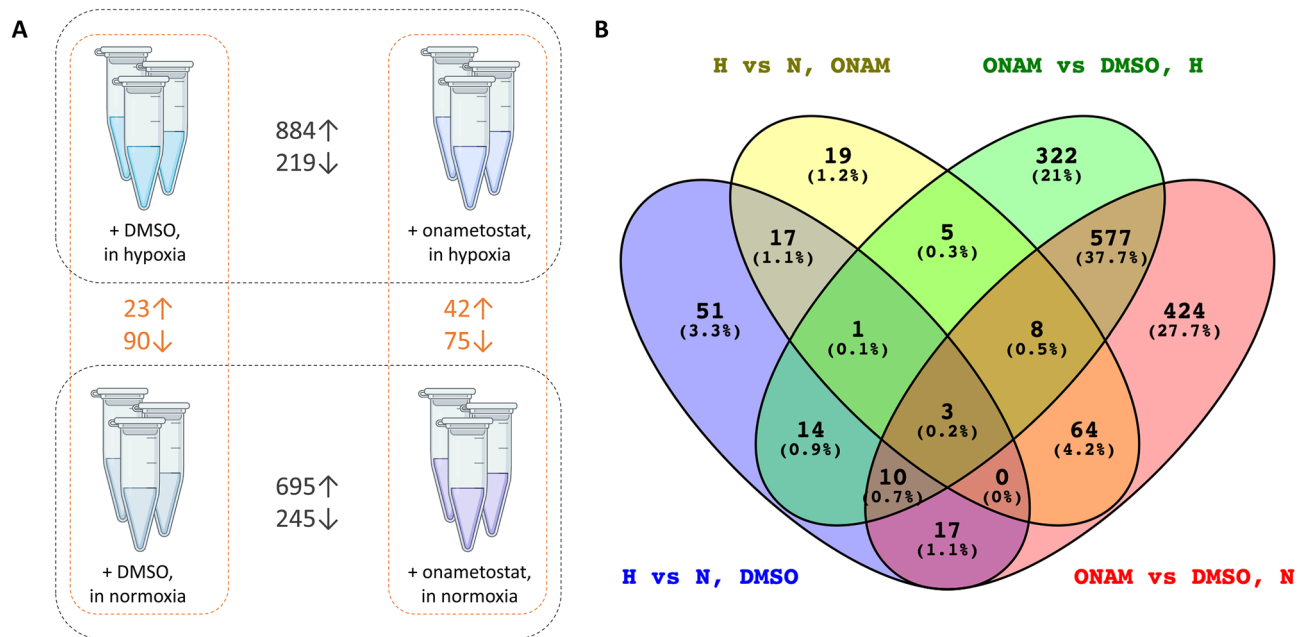 A
884↑
219↓
+ DMSO,
in hypoxia
+ onametostat,
in hypoxia
23↑
90↓
42↑
75↓
695↑
245↓
+ DMSO,
in normoxia
+ onametostat,
in normoxia
B
H vs N, ONAM
ONAM vs DMSO, H
19
(1.2%)
322
(21%)
17
(1.1%)
5
(0.3%)
577
(37.7%)
51
(3.3%)
1
(0.1%)
8
(0.5%)
424
(27.7%)
14
(0.9%)
3
(0.2%)
64
(4.2%)
10
(0.7%)
0
(0%)
17
(1.1%)
H vs N, DMSO
ONAM vs DMSO, N